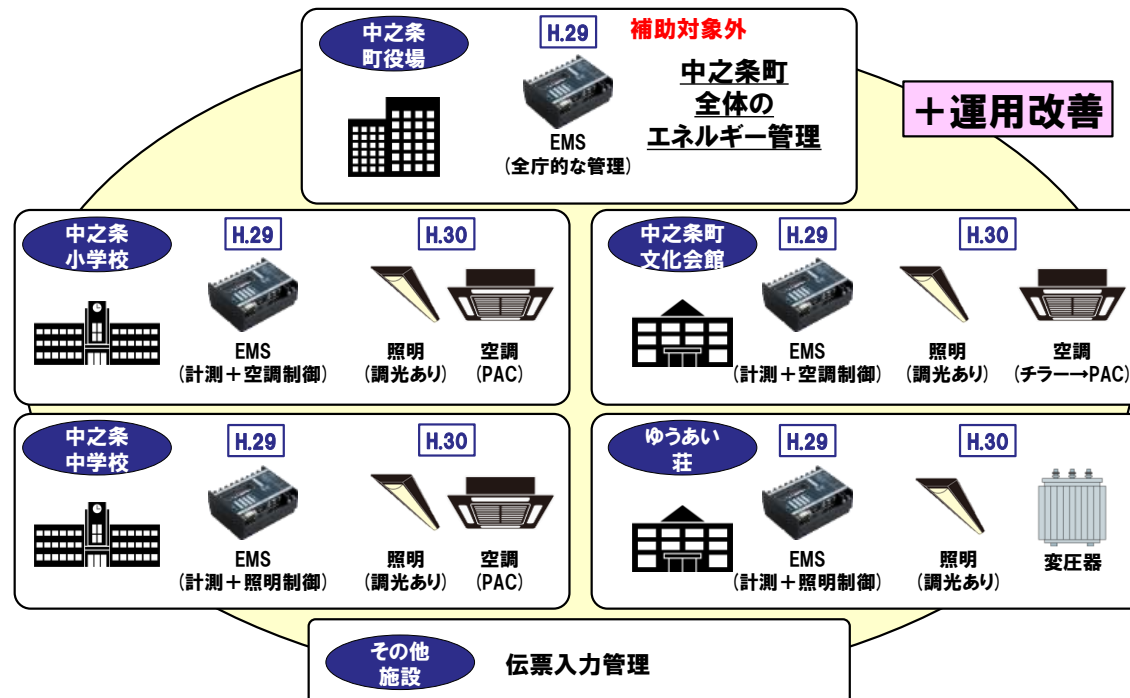 中之条
町役場
H.29
補助対象外
EMS
(全庁的な管理)
中之条町
全体の
エネルギー管理
＋運用改善
中之条
小学校
H.29
H.30
EMS
(計測＋空調制御)
照明
(調光あり)
空調
(PAC)
中之条町
文化会館
H.29
H.30
EMS
(計測＋空調制御)
照明
(調光あり)
空調
(チラー→PAC)
中之条
中学校
H.29
H.30
EMS
(計測＋照明制御)
照明
(調光あり)
空調
(PAC)
ゆうあい
荘
H.29
H.30
EMS
(計測＋照明制御)
照明
(調光あり)
変圧器
その他
施設
伝票入力管理